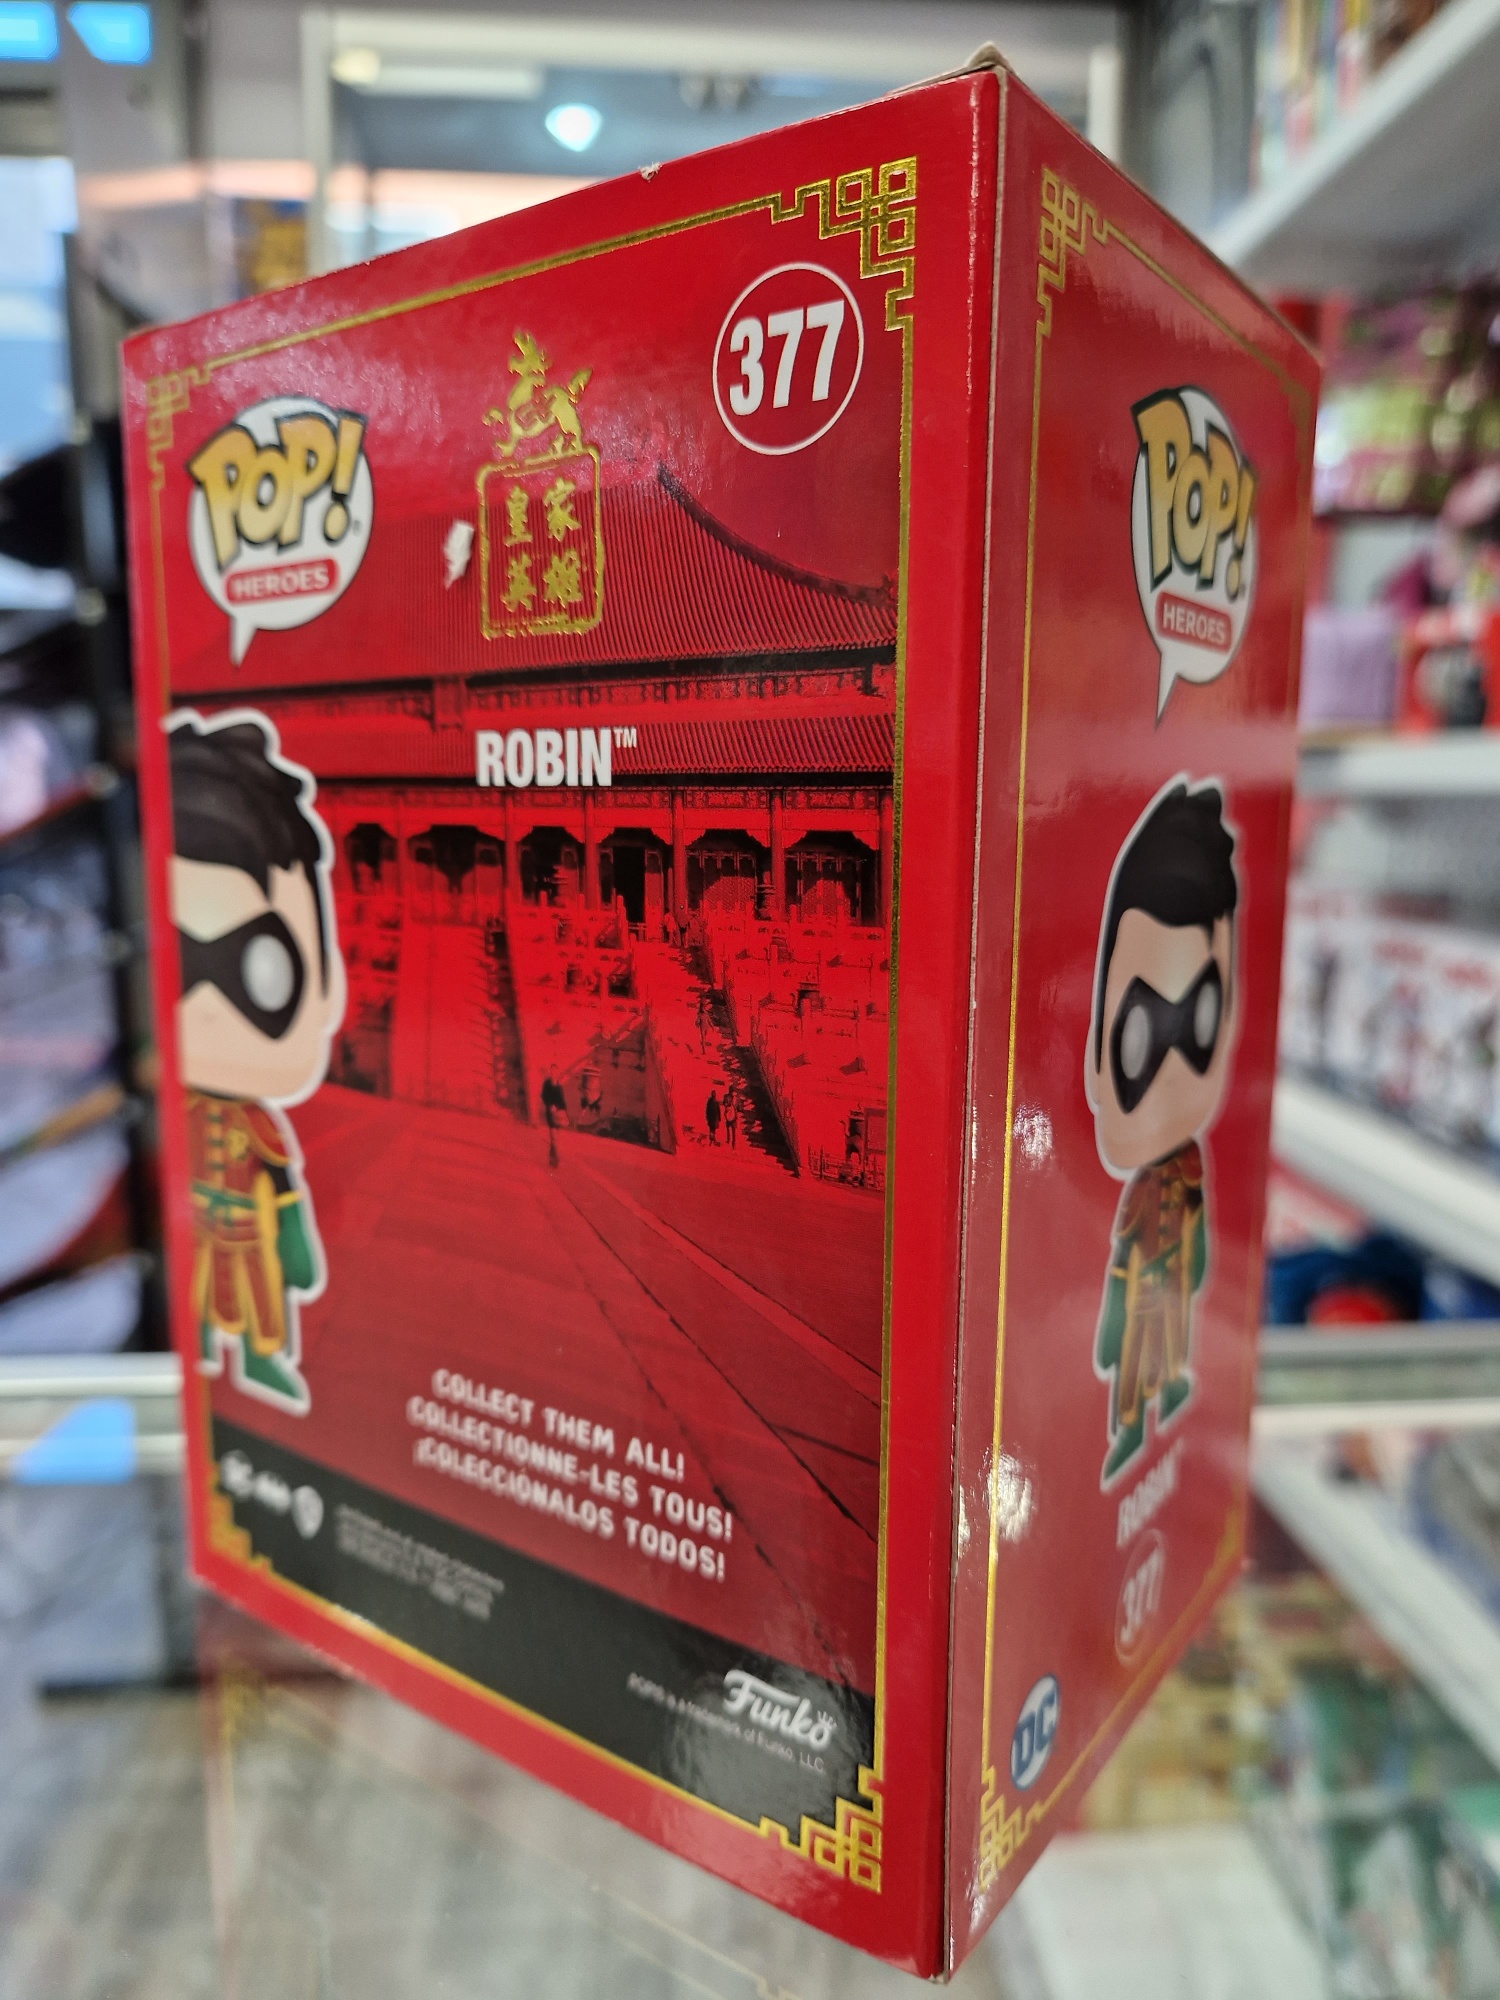 377
POP!
HEROES
皇家
英雄
ROBIN™
COLLECT THEM ALL!
COLLECTIONNE-LES TOUS!
¡COLECCIÓNALOS TODOS!
Funko
POP! is a trademark of Funko, LLC.
POP!
HEROES
ROBIN
377
DC